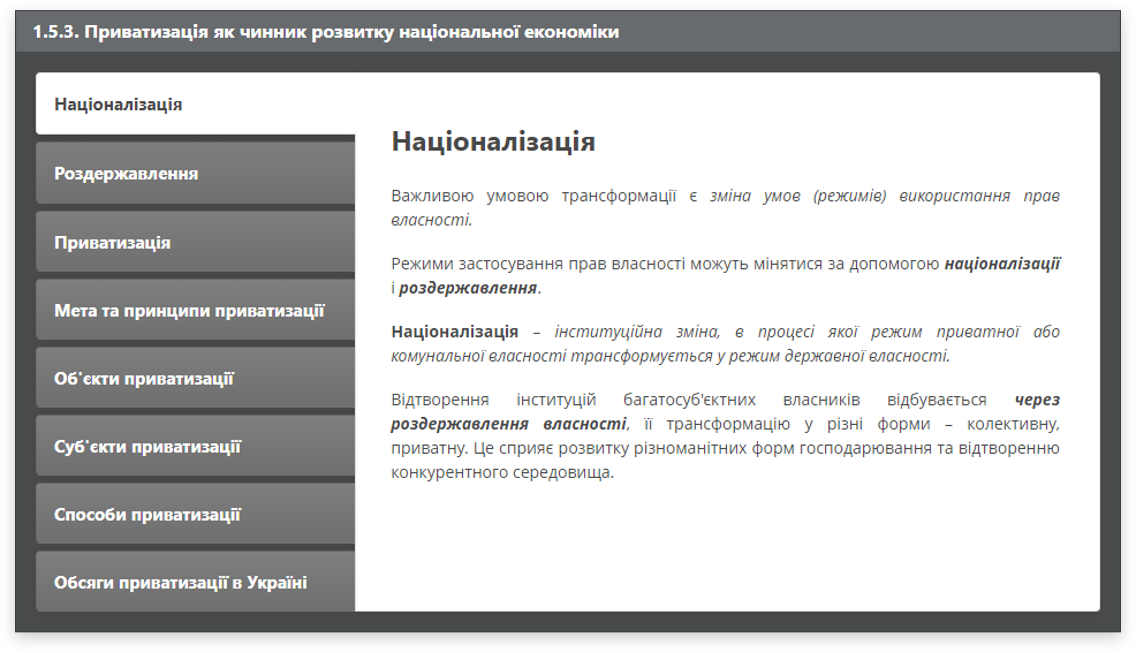 1.5.3. Приватизація як чинник розвитку національної економіки
Націоналізація
Роздержавлення
Приватизація
Мета та принципи приватизації
Об'єкти приватизації
Суб'єкти приватизації
Способи приватизації
Обсяги приватизації в Україні
Націоналізація
Важливою умовою трансформації є зміна умов (режимів) використання прав
власності.
Режими застосування прав власності можуть мінятися за допомогою націоналізації
і роздержавлення.
Націоналізація – інституційна зміна, в процесі якої режим приватної або
комунальної власності трансформується у режим державної власності.
Відтворення інституцій багатосуб'єктних власників відбувається через
роздержавлення власності, її трансформацію у різні форми – колективну,
приватну. Це сприяє розвитку різноманітних форм господарювання та відтворенню
конкурентного середовища.